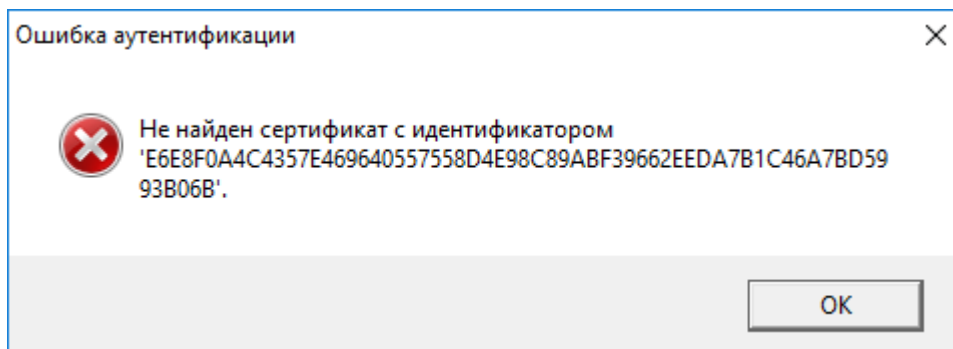 Ошибка аутентификации
Не найден сертификат с идентификатором
'E6E8F0A4C4357E469640557558D4E98C89ABF39662EEDA7B1C46A7BD59
93B06B'.
OK